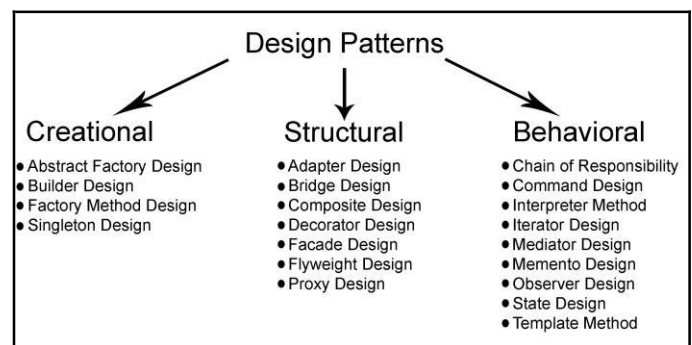 Design Patterns
Creational
● Abstract Factory Design
● Builder Design
● Factory Method Design
● Singleton Design
Structural
● Adapter Design
● Bridge Design
● Composite Design
● Decorator Design
● Facade Design
● Flyweight Design
● Proxy Design
Behavioral
● Chain of Responsibility
● Command Design
● Interpreter Method
● Iterator Design
● Mediator Design
● Memento Design
● Observer Design
● State Design
● Template Method